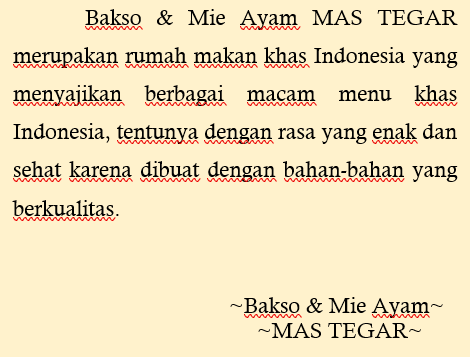 Bakso & Mie Ayam MAS TEGAR
merupakan rumah makan khas Indonesia yang
menyajikan berbagai macam menu khas
Indonesia, tentunya dengan rasa yang enak dan
sehat karena dibuat dengan bahan-bahan yang
berkualitas.
~Bakso & Mie Ayam~
~MAS TEGAR~